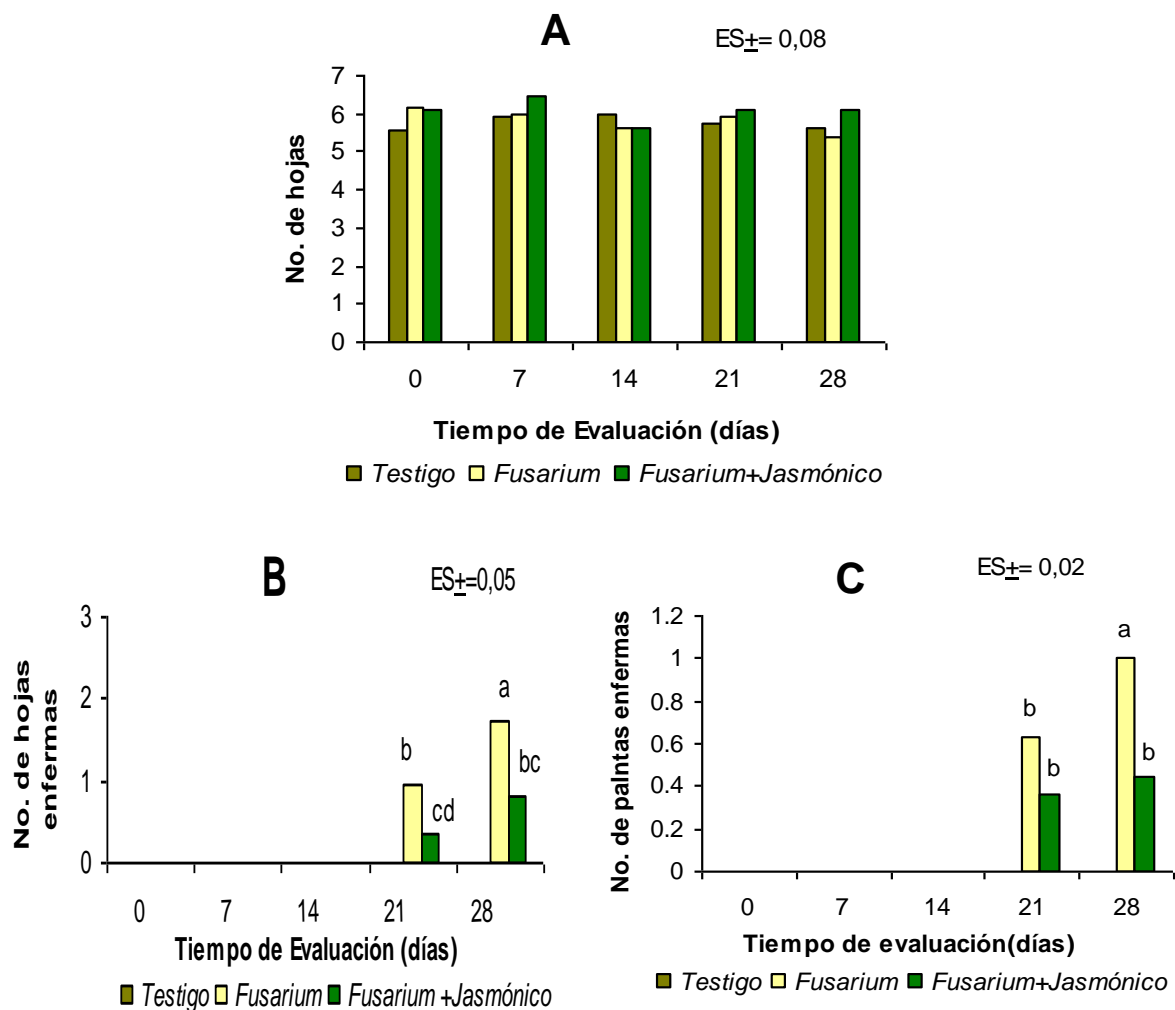 A
ES±= 0,08
No. de hojas
7
6
5
4
3
2
1
0
0 7 14 21 28
Tiempo de Evaluación (días)
Testigo Fusarium Fusarium+Jasmónico
B
ES±=0,05
No. de hojas
enfermas
3
2
1
0
b
cd
a
bc
0 7 14 21 28
Tiempo de Evaluación (días)
Testigo Fusarium Fusarium +Jasmónico
C
ES±= 0,02
No. de palntas enfermas
1.2
1
0.8
0.6
0.4
0.2
0
b
b
a
b
0 7 14 21 28
Tiempo de evaluación(días)
Testigo Fusarium Fusarium+Jasmónico